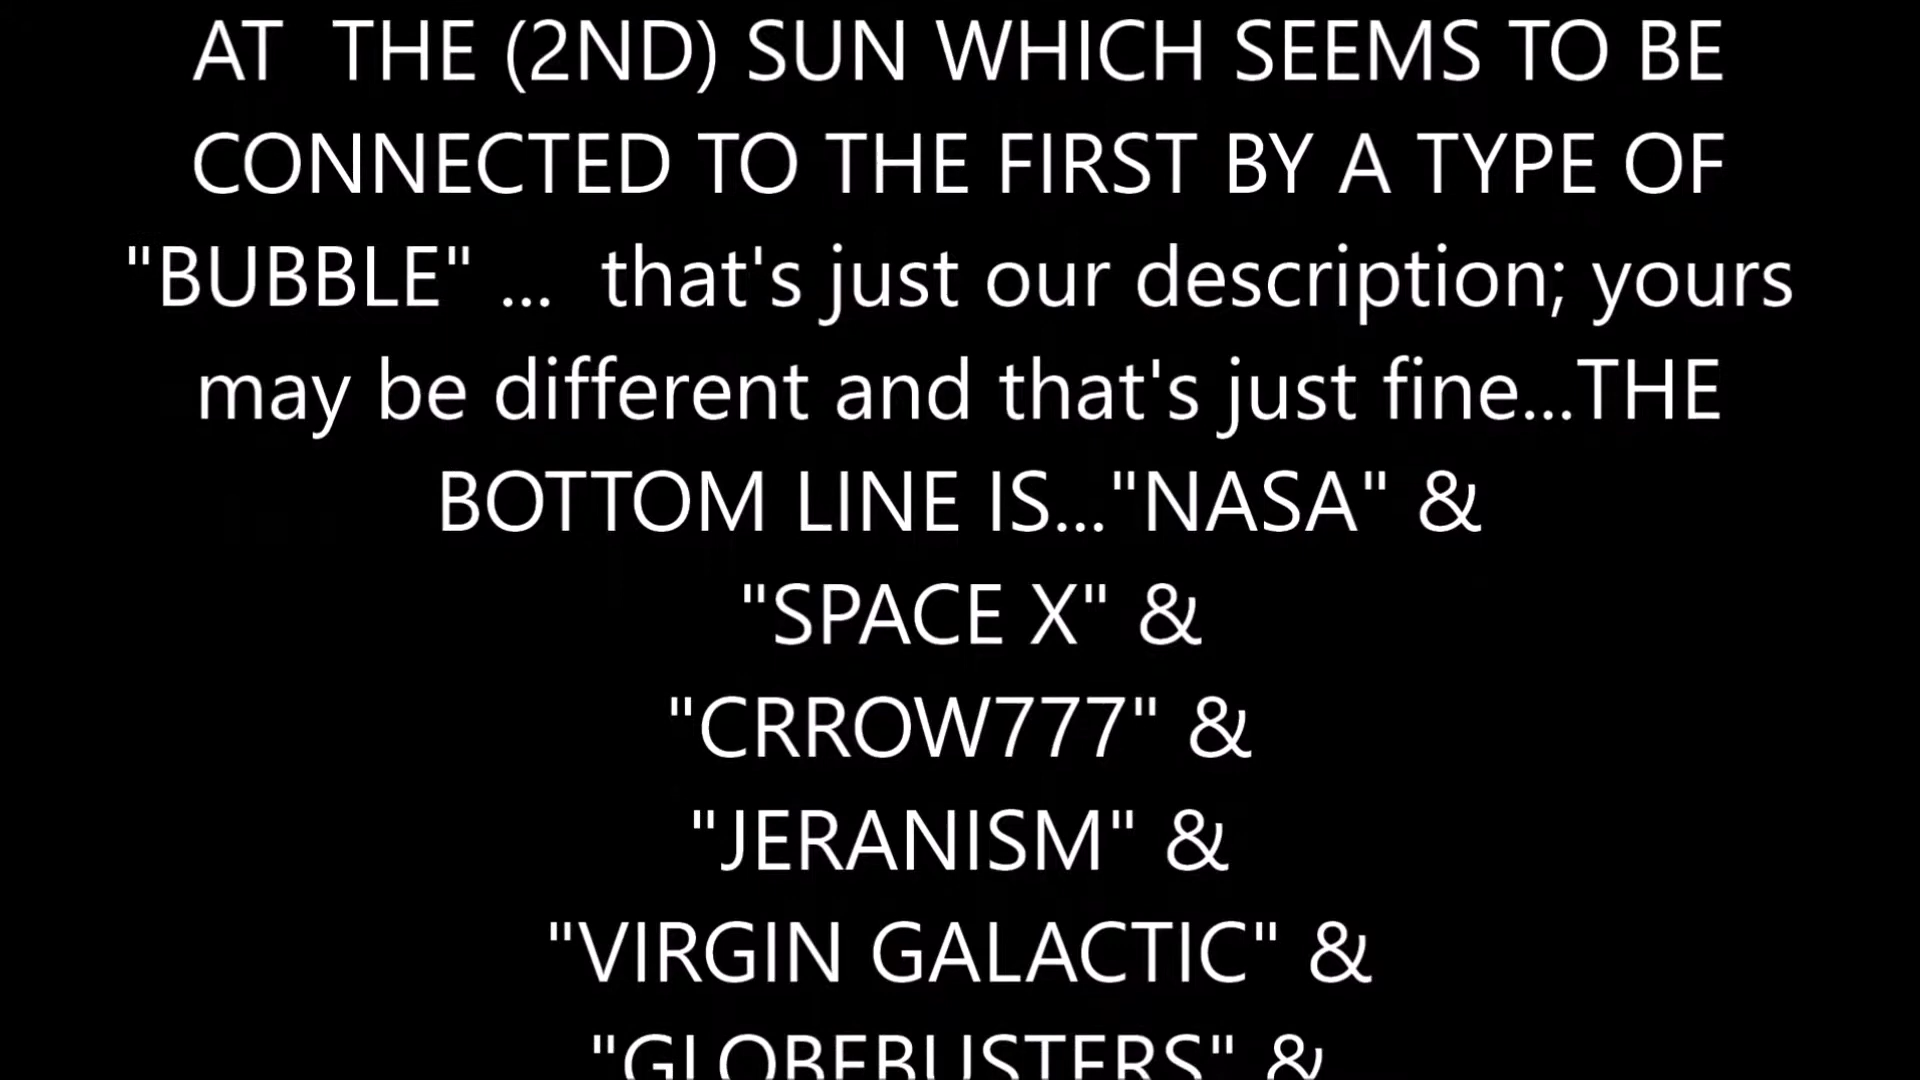 AT  THE (2ND) SUN WHICH SEEMS TO BE
CONNECTED TO THE FIRST BY A TYPE OF
"BUBBLE" ...  that's just our description; yours
may be different and that's just fine...THE
BOTTOM LINE IS..."NASA" &
"SPACE X" &
"CRROW777" &
"JERANISM" &
"VIRGIN GALACTIC" &
"GLOBEBUSTERS" &